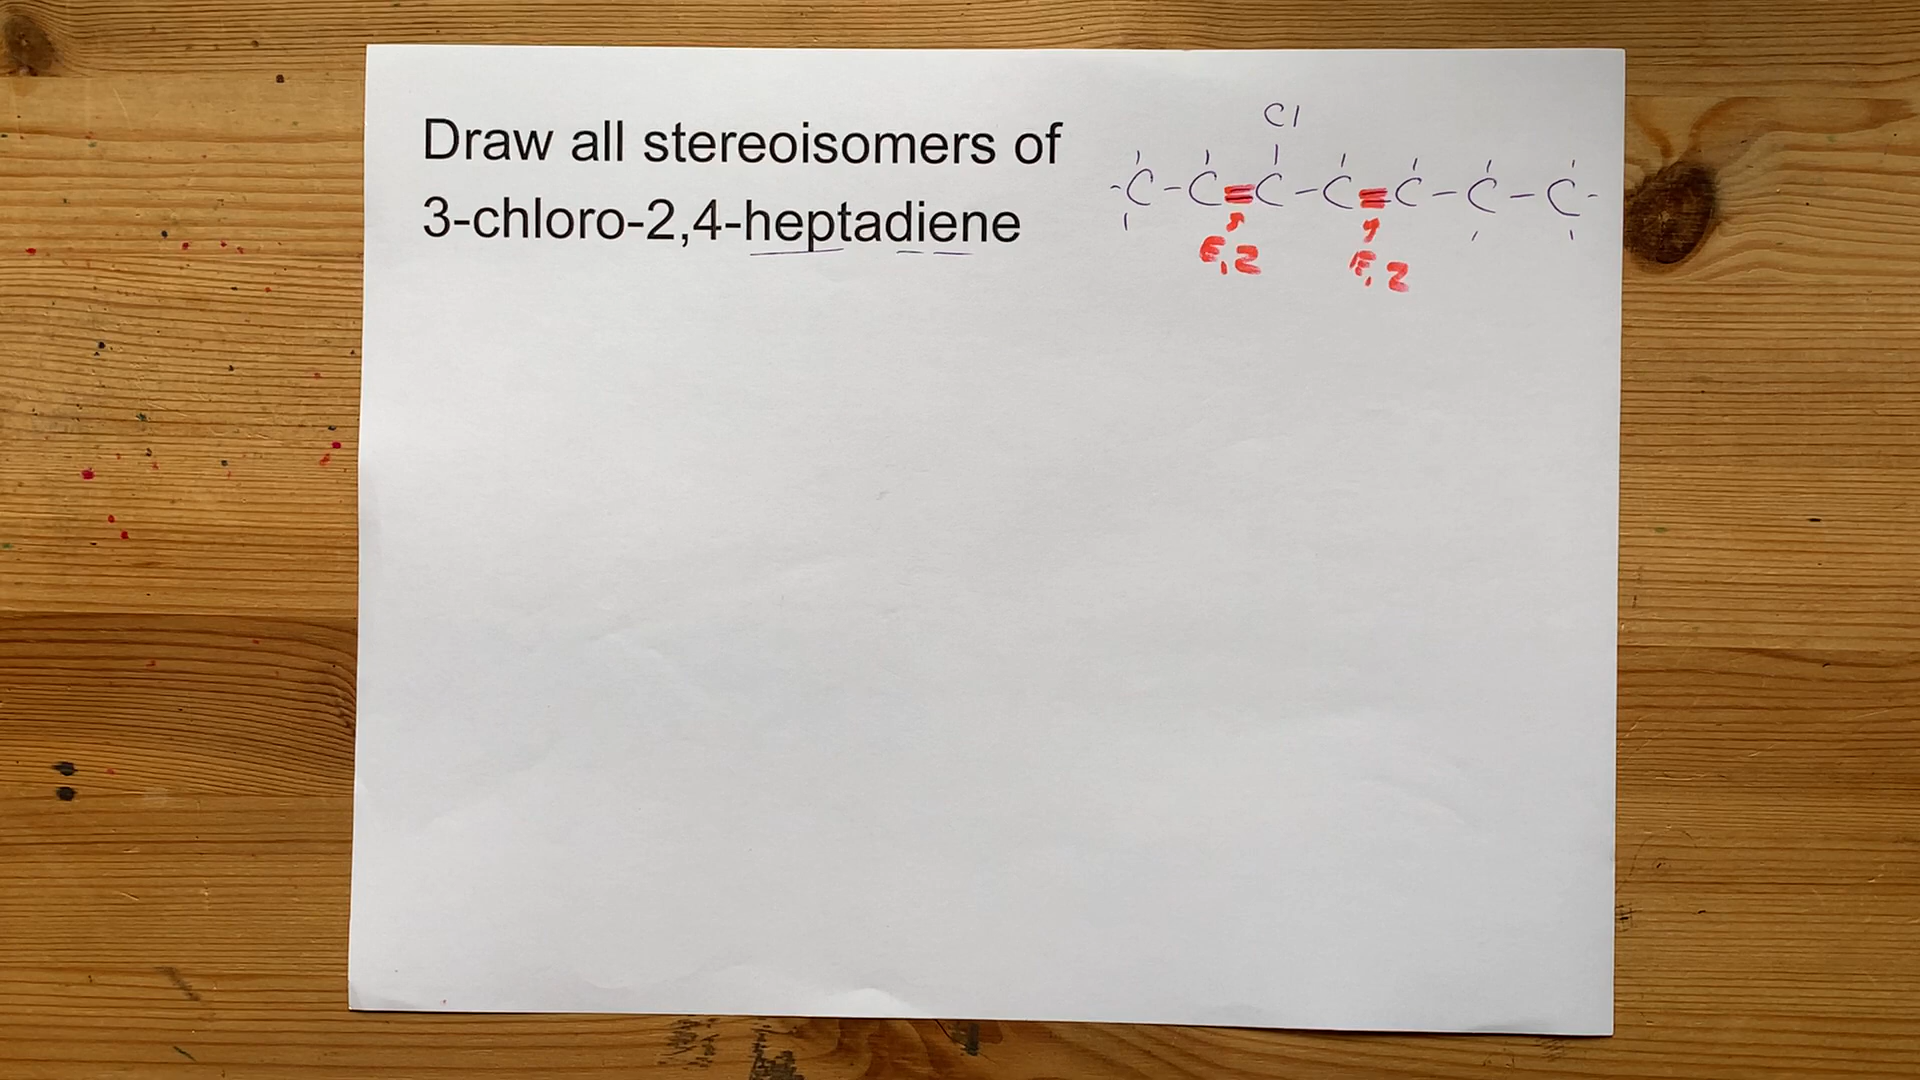 Draw all stereoisomers of
3-chloro-2,4-heptadiene
Cl
-C-C=C-C=C-C-C-
E,Z E,Z